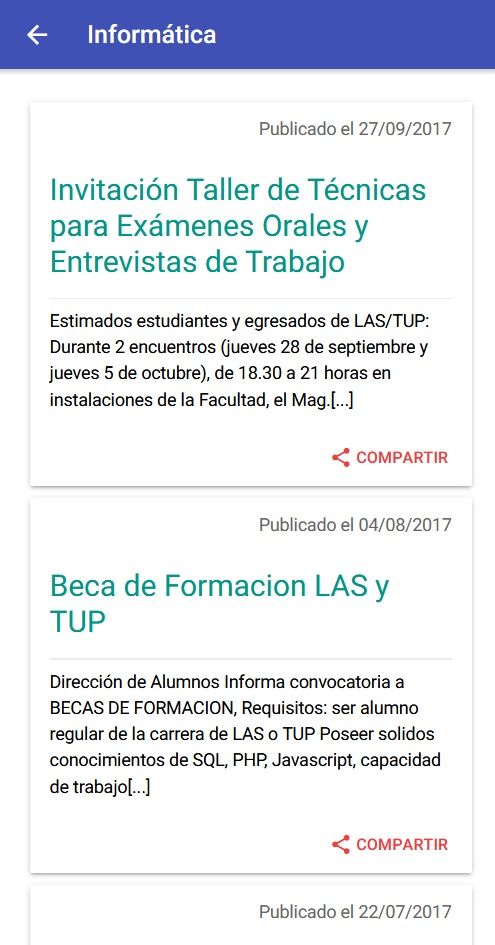 Informática
Publicado el 27/09/2017
Invitación Taller de Técnicas
para Exámenes Orales y
Entrevistas de Trabajo
Estimados estudiantes y egresados de LAS/TUP:
Durante 2 encuentros (jueves 28 de septiembre y
jueves 5 de octubre), de 18.30 a 21 horas en
instalaciones de la Facultad, el Mag.[...]
COMPARTIR
Publicado el 04/08/2017
Beca de Formacion LAS y
TUP
Dirección de Alumnos Informa convocatoria a
BECAS DE FORMACION, Requisitos: ser alumno
regular de la carrera de LAS o TUP Poseer solidos
conocimientos de SQL, PHP, Javascript, capacidad
de trabajo[...]
COMPARTIR
Publicado el 22/07/2017